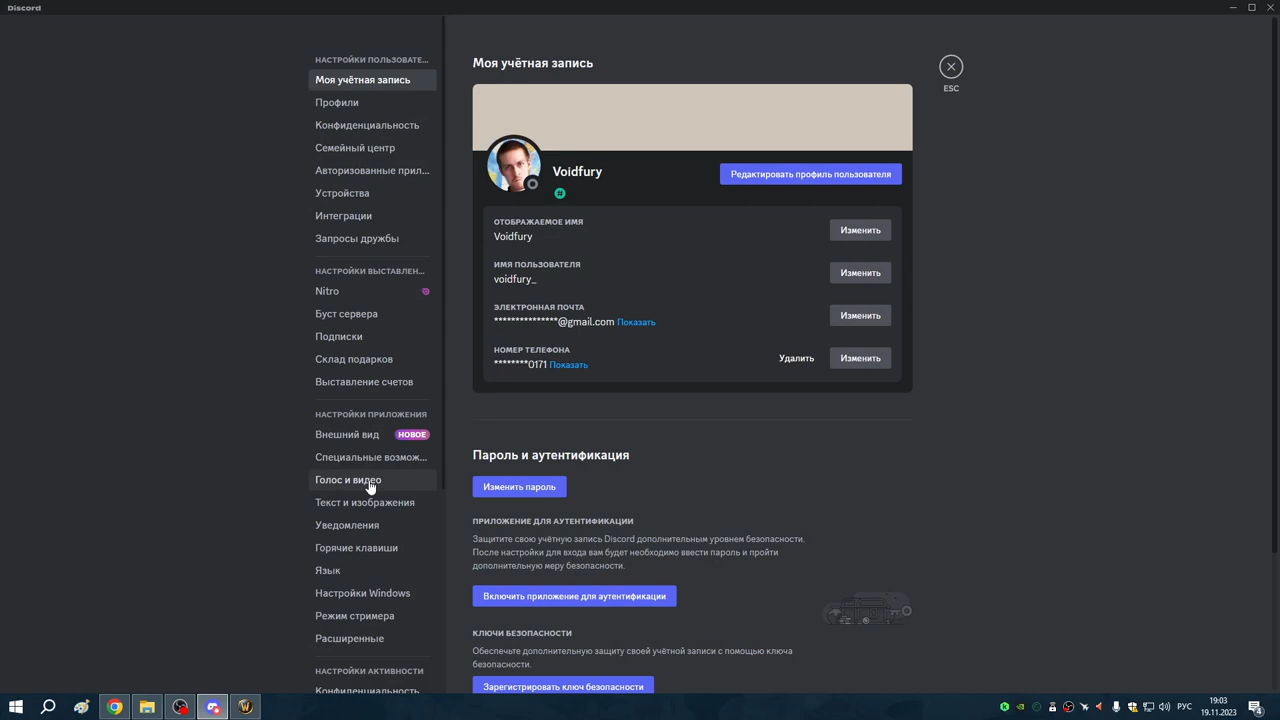 Discord
НАСТРОЙКИ ПОЛЬЗОВАТЕ...
Моя учётная запись
Профили
Конфиденциальность
Семейный центр
Авторизованные прил...
Устройства
Интеграции
Запросы дружбы
НАСТРОЙКИ ВЫСТАВЛЕН...
Nitro
Буст сервера
Подписки
Склад подарков
Выставление счетов
НАСТРОЙКИ ПРИЛОЖЕНИЯ
Внешний вид НОВОЕ
Специальные возмож...
Голос и видео
Текст и изображения
Уведомления
Горячие клавиши
Язык
Настройки Windows
Режим стримера
Расширенные
НАСТРОЙКИ АКТИВНОСТИ
Конфиденциальность
Моя учётная запись
ESC
Voidfury
Редактировать профиль пользователя
#
ОТОБРАЖАЕМОЕ ИМЯ
Voidfury
Изменить
ИМЯ ПОЛЬЗОВАТЕЛЯ
voidfury_
Изменить
ЭЛЕКТРОННАЯ ПОЧТА
***************@gmail.com Показать
Изменить
НОМЕР ТЕЛЕФОНА
********0171 Показать
Удалить Изменить
Пароль и аутентификация
Изменить пароль
ПРИЛОЖЕНИЕ ДЛЯ АУТЕНТИФИКАЦИИ
Защитите свою учётную запись Discord дополнительным уровнем безопасности.
После настройки для входа вам будет необходимо ввести пароль и пройти
дополнительную меру безопасности.
Включить приложение для аутентификации
КЛЮЧИ БЕЗОПАСНОСТИ
Обеспечьте дополнительную защиту своей учётной записи с помощью ключа
безопасности.
Зарегистрировать ключ безопасности
РУС
19:03
19.11.2023